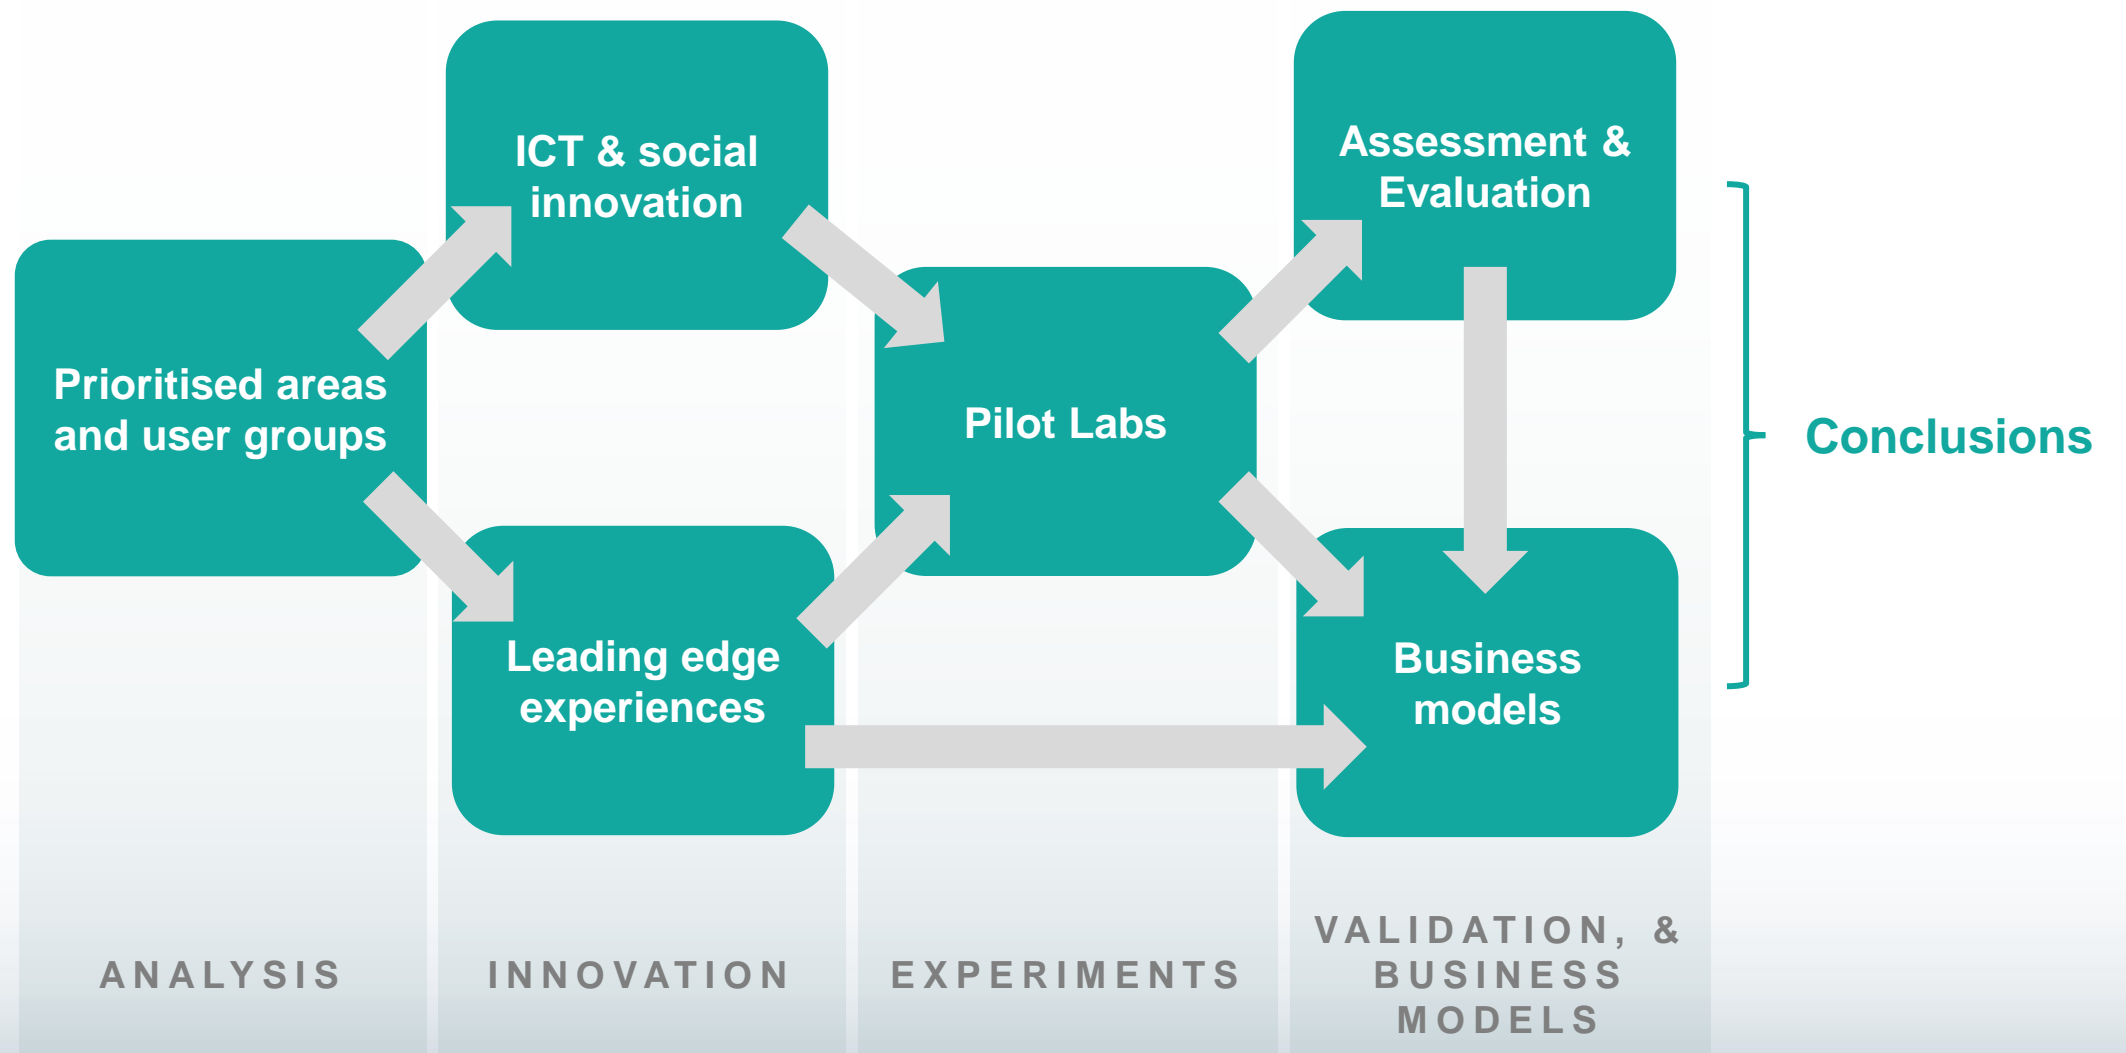 ICT & social
innovation
Assessment &
Evaluation
Prioritised areas
and user groups
Pilot Labs
Conclusions
Leading edge
experiences
Business
models
ANALYSIS
INNOVATION
EXPERIMENTS
VALIDATION, &
BUSINESS
MODELS